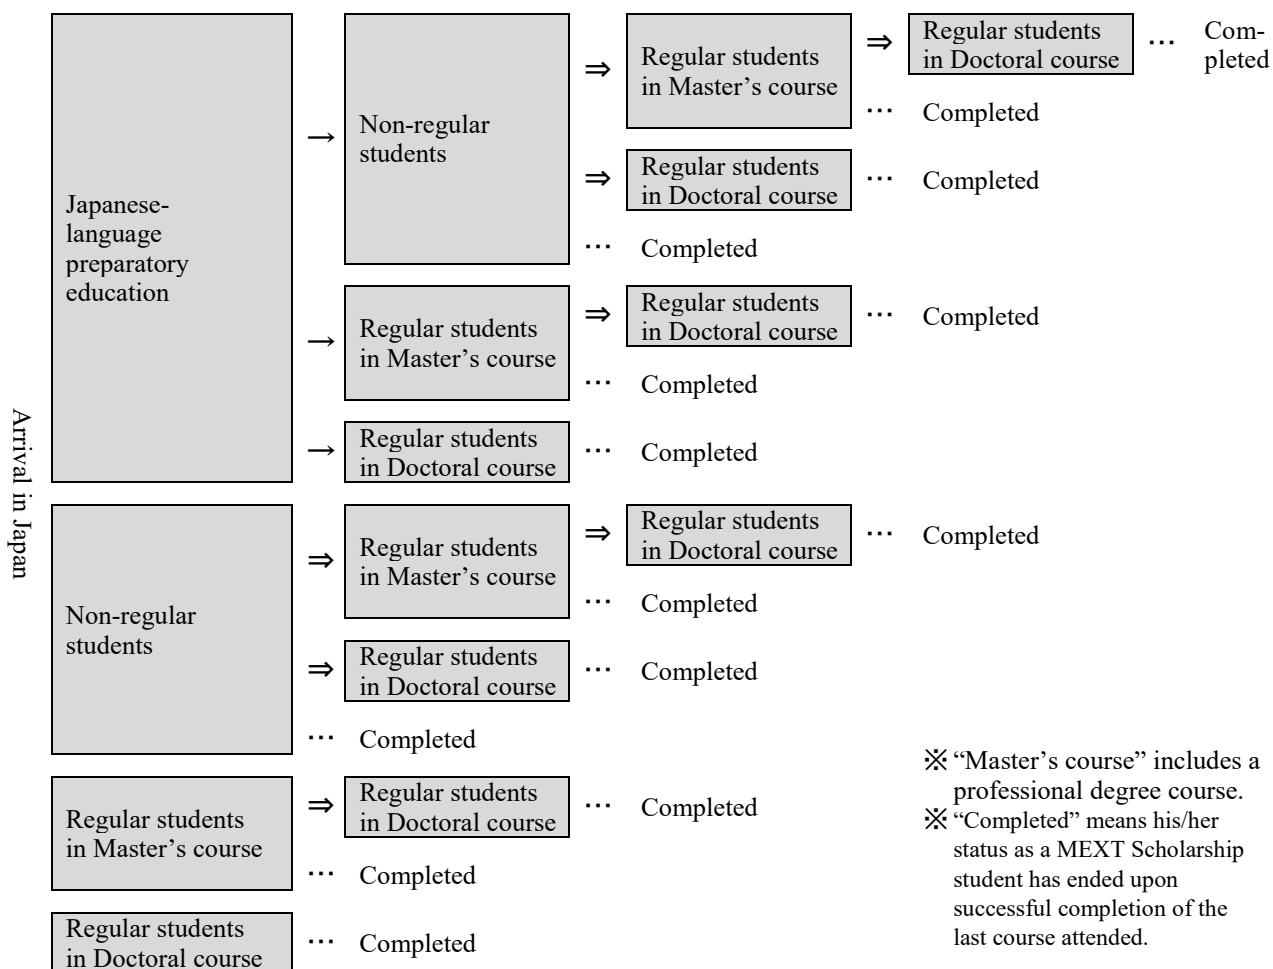 Arrival in Japan
Japanese-
language
preparatory
education
→
Non-regular
students
⇒
Regular students
in Master’s course
⇒
Regular students
in Doctoral course
…
Com-
pleted
…
Completed
⇒
Regular students
in Doctoral course
…
Completed
…
Completed
→
Regular students
in Master’s course
⇒
Regular students
in Doctoral course
…
Completed
…
Completed
→
Regular students
in Doctoral course
…
Completed
Non-regular
students
⇒
Regular students
in Master’s course
⇒
Regular students
in Doctoral course
…
Completed
…
Completed
⇒
Regular students
in Doctoral course
…
Completed
…
Completed
Regular students
in Master’s course
⇒
Regular students
in Doctoral course
…
Completed
…
Completed
Regular students
in Doctoral course
…
Completed
※ “Master’s course” includes a
professional degree course.
※ “Completed” means his/her
status as a MEXT Scholarship
student has ended upon
successful completion of the
last course attended.